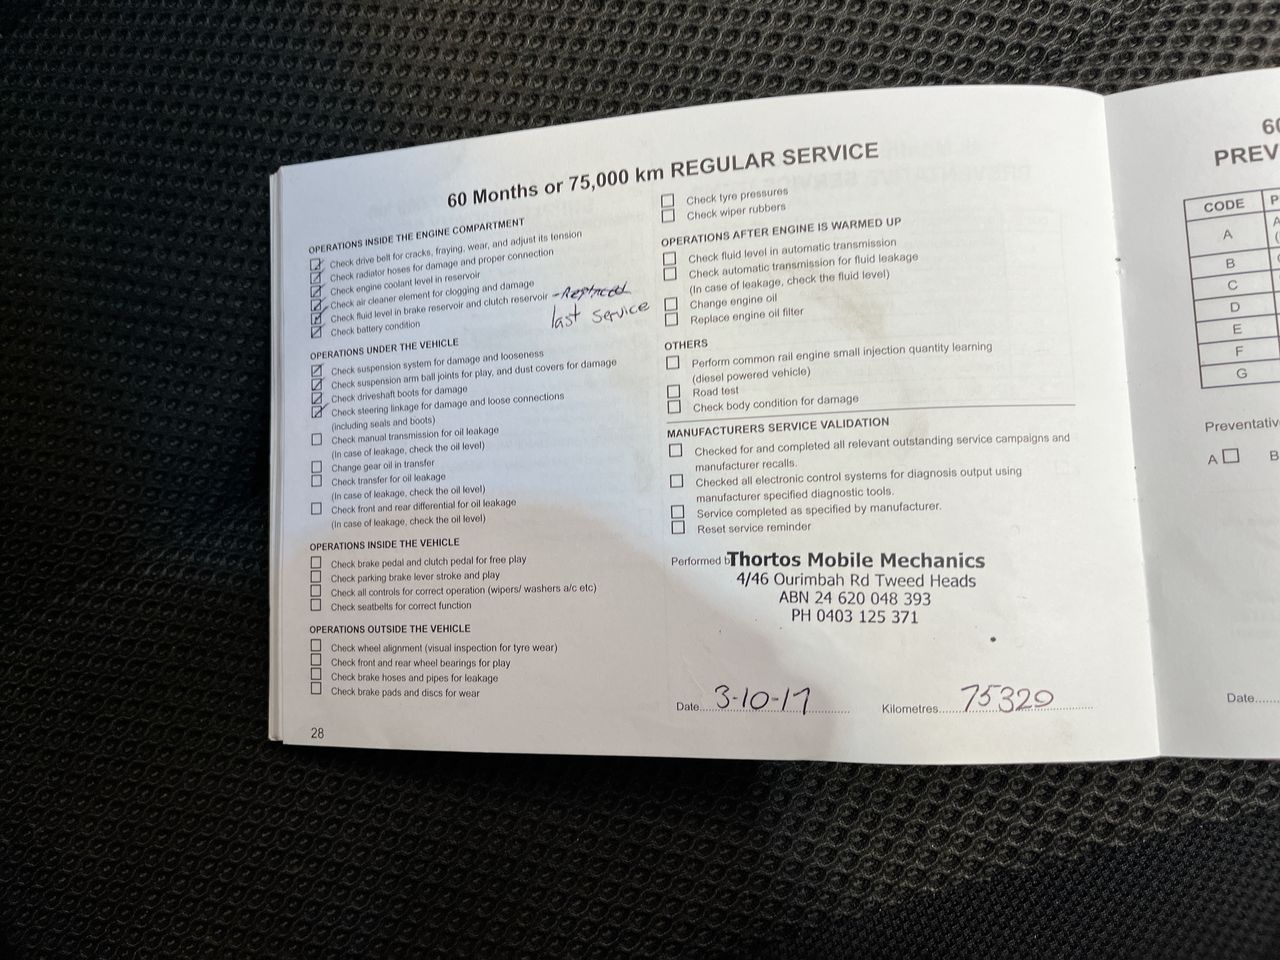 60 Months or 75,000 km REGULAR SERVICE
OPERATIONS INSIDE THE ENGINE COMPARTMENT
Check drive belt for cracks, fraying, wear, and adjust its tension
Check radiator hoses for damage and proper connection
Check engine coolant level in reservoir
Check air cleaner element for clogging and damage
Check fluid level in brake reservoir and clutch reservoir - Replaced
last service
Check battery condition
OPERATIONS UNDER THE VEHICLE
Check suspension system for damage and looseness
Check suspension arm ball joints for play, and dust covers for damage
Check driveshaft boots for damage
Check steering linkage for damage and loose connections
(including seals and boots)
Check manual transmission for oil leakage
(In case of leakage, check the oil level)
Change gear oil in transfer
Check transfer for oil leakage
(In case of leakage, check the oil level)
Check front and rear differential for oil leakage
(In case of leakage, check the oil level)
OPERATIONS INSIDE THE VEHICLE
Check brake pedal and clutch pedal for free play
Check parking brake lever stroke and play
Check all controls for correct operation (wipers/ washers a/c etc)
Check seatbelts for correct function
OPERATIONS OUTSIDE THE VEHICLE
Check wheel alignment (visual inspection for tyre wear)
Check front and rear wheel bearings for play
Check brake hoses and pipes for leakage
Check brake pads and discs for wear
28
Check tyre pressures
Check wiper rubbers
OPERATIONS AFTER ENGINE IS WARMED UP
Check fluid level in automatic transmission
Check automatic transmission for fluid leakage
(In case of leakage, check the fluid level)
Change engine oil
Replace engine oil filter
OTHERS
Perform common rail engine small injection quantity learning
(diesel powered vehicle)
Road test
Check body condition for damage
MANUFACTURERS SERVICE VALIDATION
Checked for and completed all relevant outstanding service campaigns and
manufacturer recalls.
Checked all electronic control systems for diagnosis output using
manufacturer specified diagnostic tools.
Service completed as specified by manufacturer.
Reset service reminder
Performed b Thortos Mobile Mechanics
4/46 Ourimbah Rd Tweed Heads
ABN 24 620 048 393
PH 0403 125 371
Date 3-10-17 Kilometres 75320
60
PREV
CODE P
A A
B
C
D
E
F
G
Preventativ
A B
Date